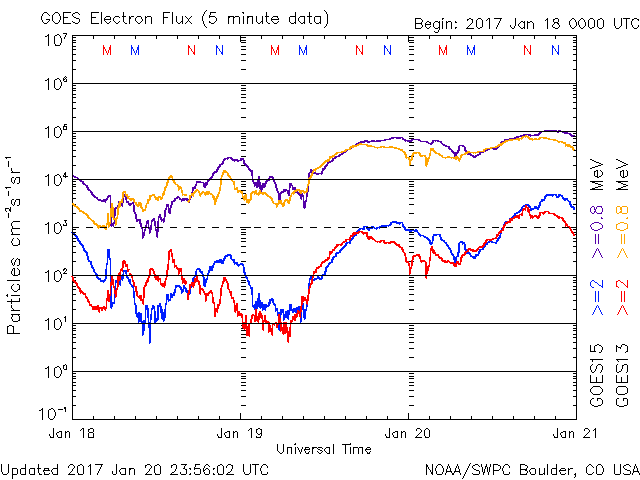 GOES Electron Flux (5 minute data)
Begin: 2017 Jan 18 0000 UTC
M M N N M M N N M M N N
10⁷
10⁶
10⁵
10⁴
10³
10²
10¹
10⁰
10⁻¹
Particles cm⁻²s⁻¹sr⁻¹
Jan 18 Jan 19 Jan 20 Jan 21
Universal Time
GOES15 >=2 >=0.8 MeV
GOES13 >=2 >=0.8 MeV
Updated 2017 Jan 20 23:56:02 UTC
NOAA/SWPC Boulder, CO USA